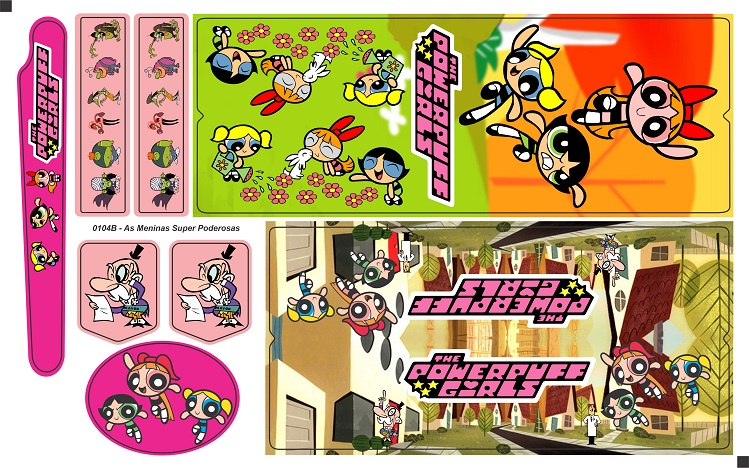 THE
POWERPUFF
GIRLS
THE
POWERPUFF
GIRLS
0104B - As Meninas Super Poderosas
THE
POWERPUFF
GIRLS
THE
POWERPUFF
GIRLS